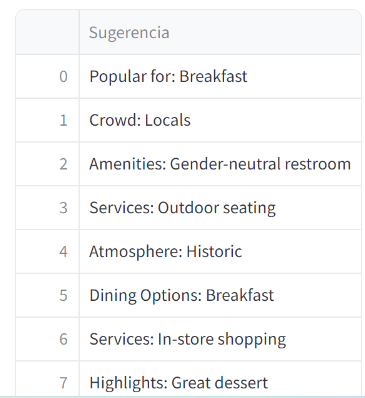 Sugerencia
0 Popular for: Breakfast
1 Crowd: Locals
2 Amenities: Gender-neutral restroom
3 Services: Outdoor seating
4 Atmosphere: Historic
5 Dining Options: Breakfast
6 Services: In-store shopping
7 Highlights: Great dessert